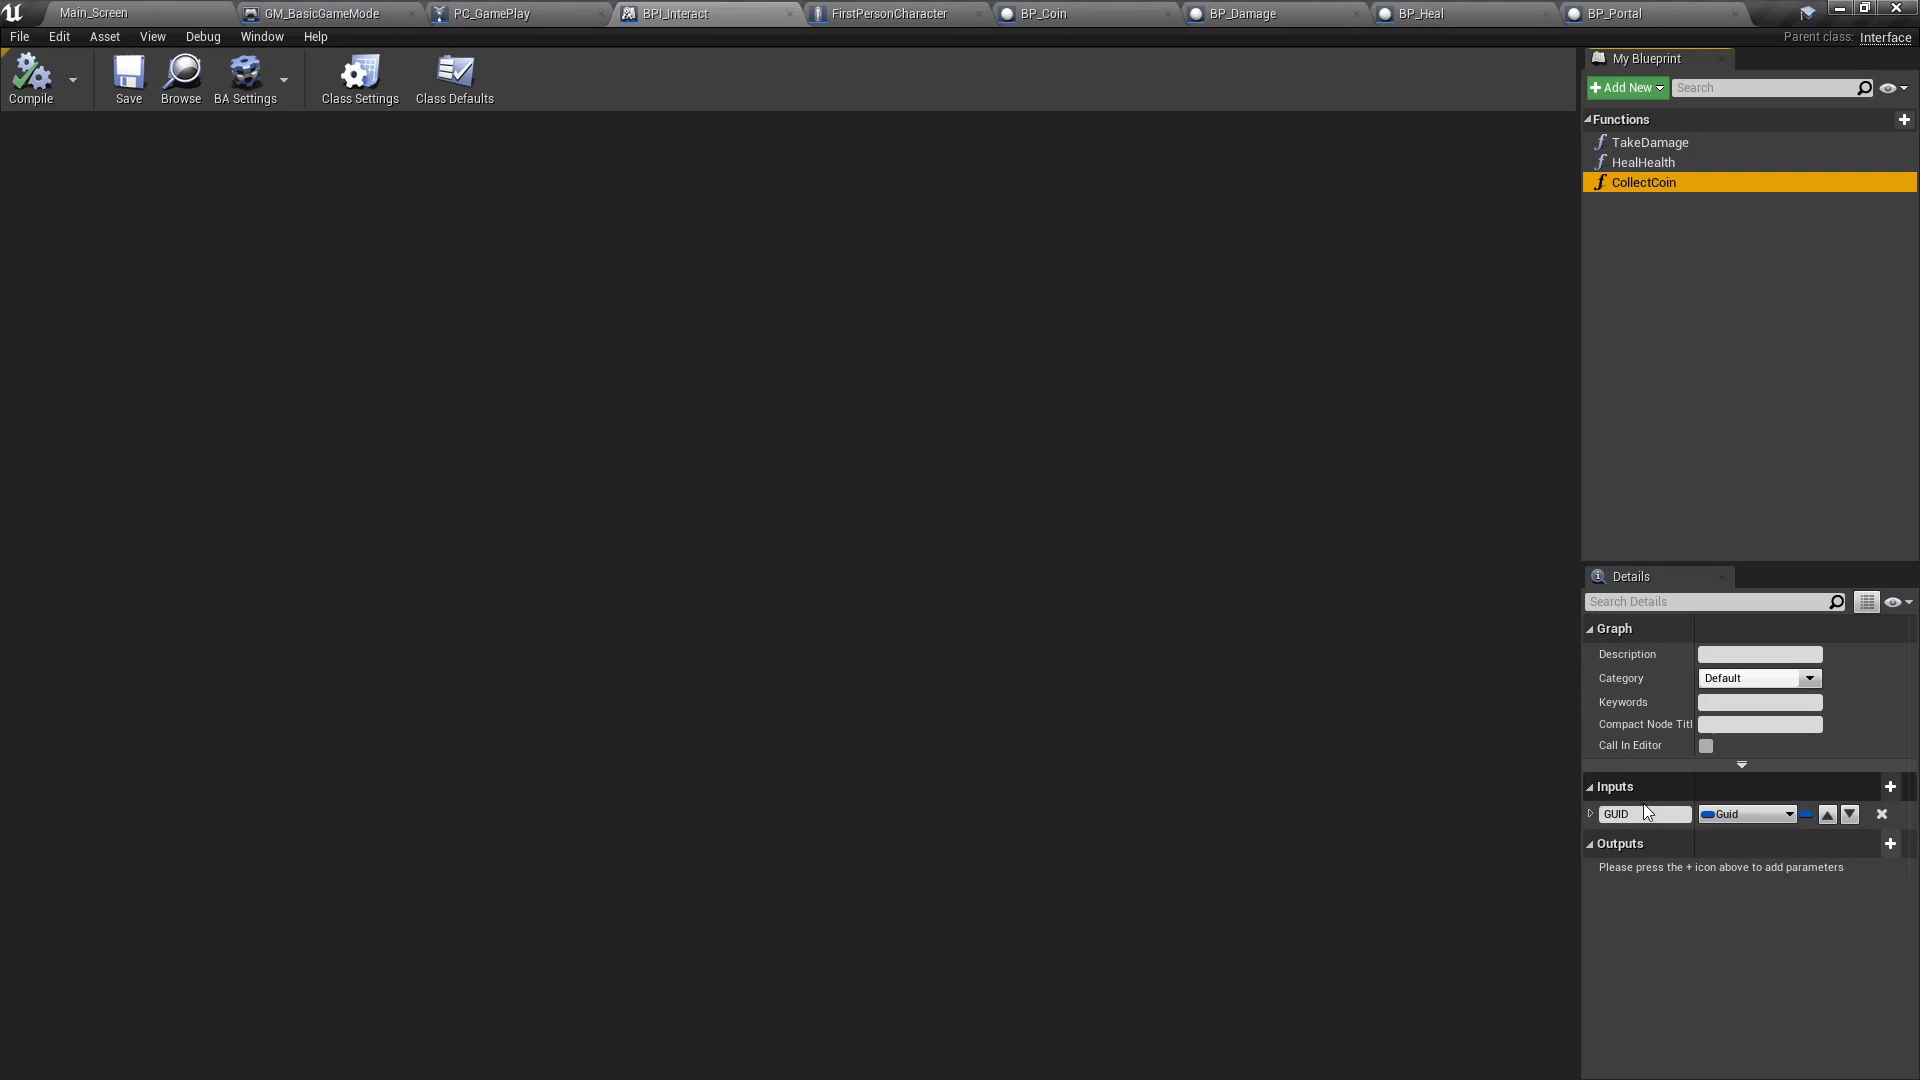 Main_Screen
GM_BasicGameMode
PC_GamePlay
BPI_Interact
FirstPersonCharacter
BP_Coin
BP_Damage
BP_Heal
BP_Portal
File Edit Asset View Debug Window Help
Parent class: Interface
Compile
Save
Browse
BA Settings
Class Settings
Class Defaults
My Blueprint
Add New
Search
Functions
TakeDamage
HealHealth
CollectCoin
Details
Search Details
Graph
Description
Category Default
Keywords
Compact Node Titl
Call In Editor
Inputs
GUID Guid
Outputs
Please press the + icon above to add parameters